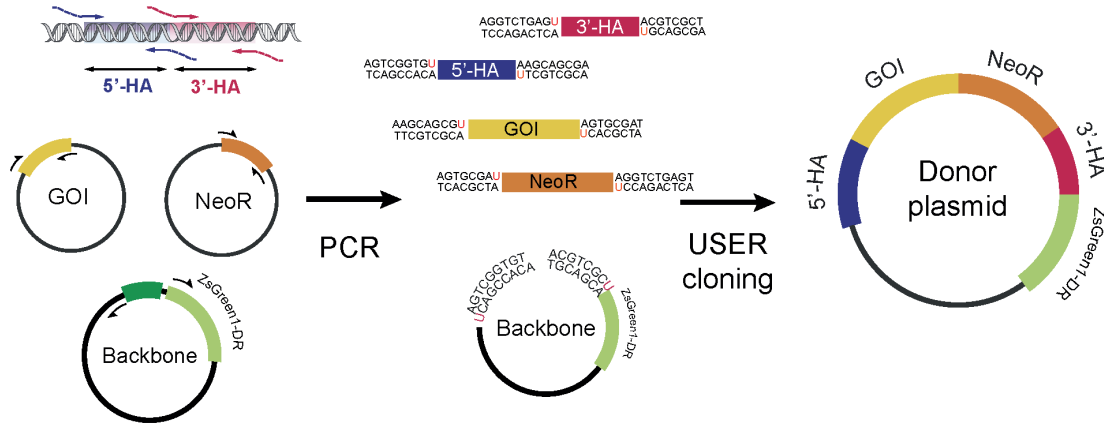 5'-HA
3'-HA
GOI
NeoR
ZsGreen1-DR
Backbone
PCR
AGGTCTGAGU
TCCAGACTCA
3'-HA
ACGTCGCT
UGCAGCGA
AGTCGGTGU
TCAGCCACA
5'-HA
AAGCAGCGA
UTCGTCGCA
AAGCAGCGU
TTCGTCGCA
GOI
AGTGCGAT
UCACGCTA
AGTGCGAU
TCACGCTA
NeoR
AGGTCTGAGT
UCCAGACTCA
AGTCGGTGT
UCAGCCACA
ACGTCGCU
TGCAGCA
ZsGreen1-DR
Backbone
USER
cloning
GOI
NeoR
3'-HA
ZsGreen1-DR
5'-HA
Donor
plasmid